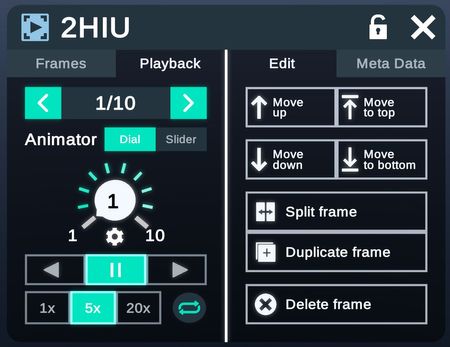 2HIU
Frames
Playback
Edit
Meta Data
1/10
Animator
Dial
Slider
1
1
10
1x
5x
20x
Move
up
Move
to top
Move
down
Move
to bottom
Split frame
Duplicate frame
Delete frame